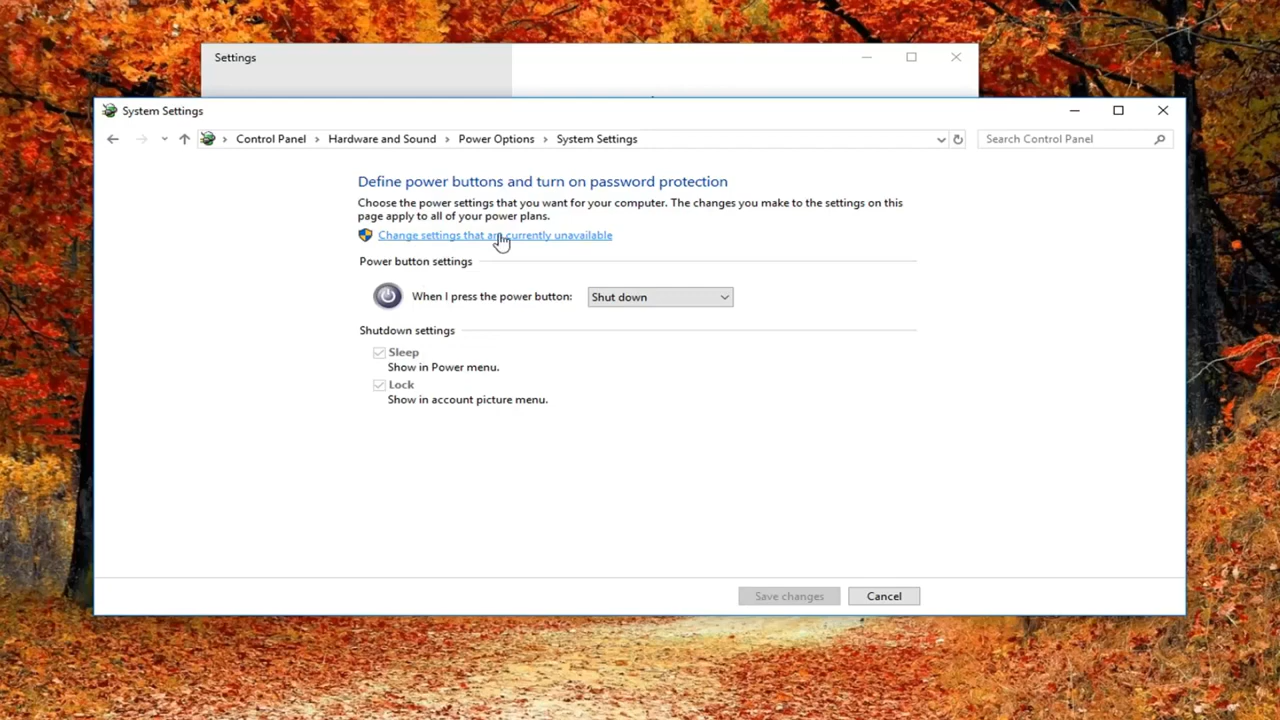 Settings
System Settings
Control Panel > Hardware and Sound > Power Options > System Settings
Search Control Panel
Define power buttons and turn on password protection
Choose the power settings that you want for your computer. The changes you make to the settings on this
page apply to all of your power plans.
Change settings that are currently unavailable
Power button settings
When I press the power button: Shut down
Shutdown settings
Sleep
Show in Power menu.
Lock
Show in account picture menu.
Save changes Cancel